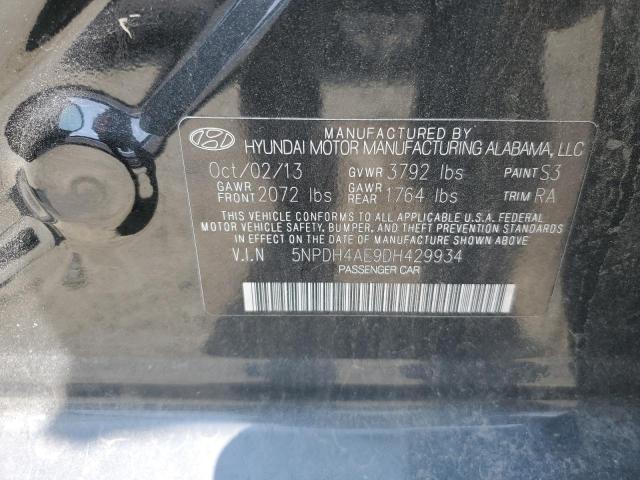 MANUFACTURED BY
HYUNDAI MOTOR MANUFACTURING ALABAMA, LLC
Oct/02/13 GVWR 3792 lbs PAINT S3
GAWR FRONT 2072 lbs GAWR REAR 1764 lbs TRIM RA
THIS VEHICLE CONFORMS TO ALL APPLICABLE U.S.A. FEDERAL
MOTOR VEHICLE SAFETY, BUMPER, AND THEFT PREVENTION STANDARDS
IN EFFECT ON THE DATE OF MANUFACTURE SHOWN ABOVE.
V.I.N 5NPDH4AE9DH429934
PASSENGER CAR